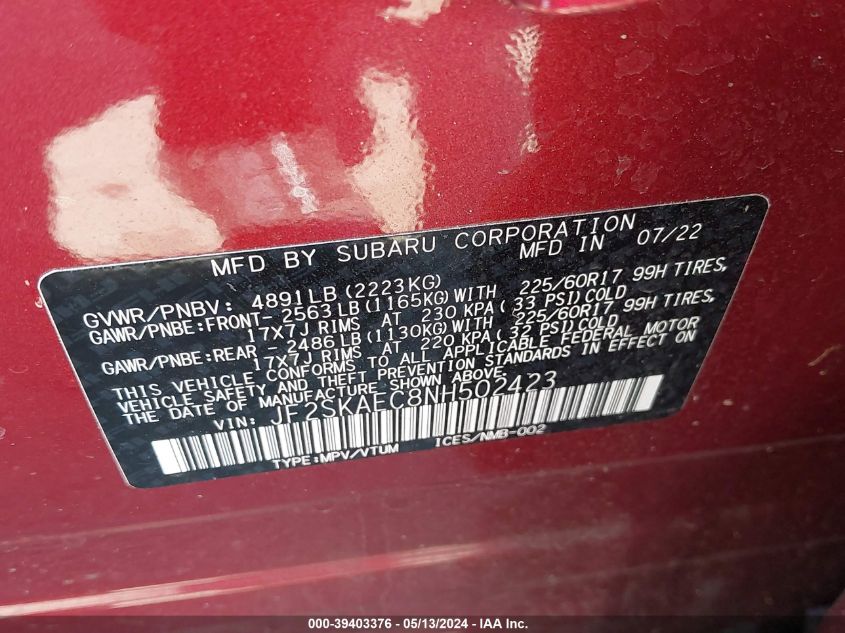 MFD BY SUBARU CORPORATION
MFD IN 07/22
GVWR/PNBV: 4891LB (2223KG)
GAWR/PNBE:FRONT- 2563LB(1165KG)WITH 225/60R17 99H TIRES,
17X7J RIMS AT 230 KPA( 33 PSI)COLD
GAWR/PNBE:REAR - 2486LB(1130KG)WITH 225/60R17 99H TIRES,
17X7J RIMS AT 220 KPA( 32 PSI)COLD
THIS VEHICLE CONFORMS TO ALL APPLICABLE FEDERAL MOTOR
VEHICLE SAFETY AND THEFT PREVENTION STANDARDS IN EFFECT ON
THE DATE OF MANUFACTURE SHOWN ABOVE.
VIN: JF2SKAEC8NH502423
TYPE:MPV/VTUM ICES/NMB-002
000-39403376 - 05/13/2024 - IAA Inc.